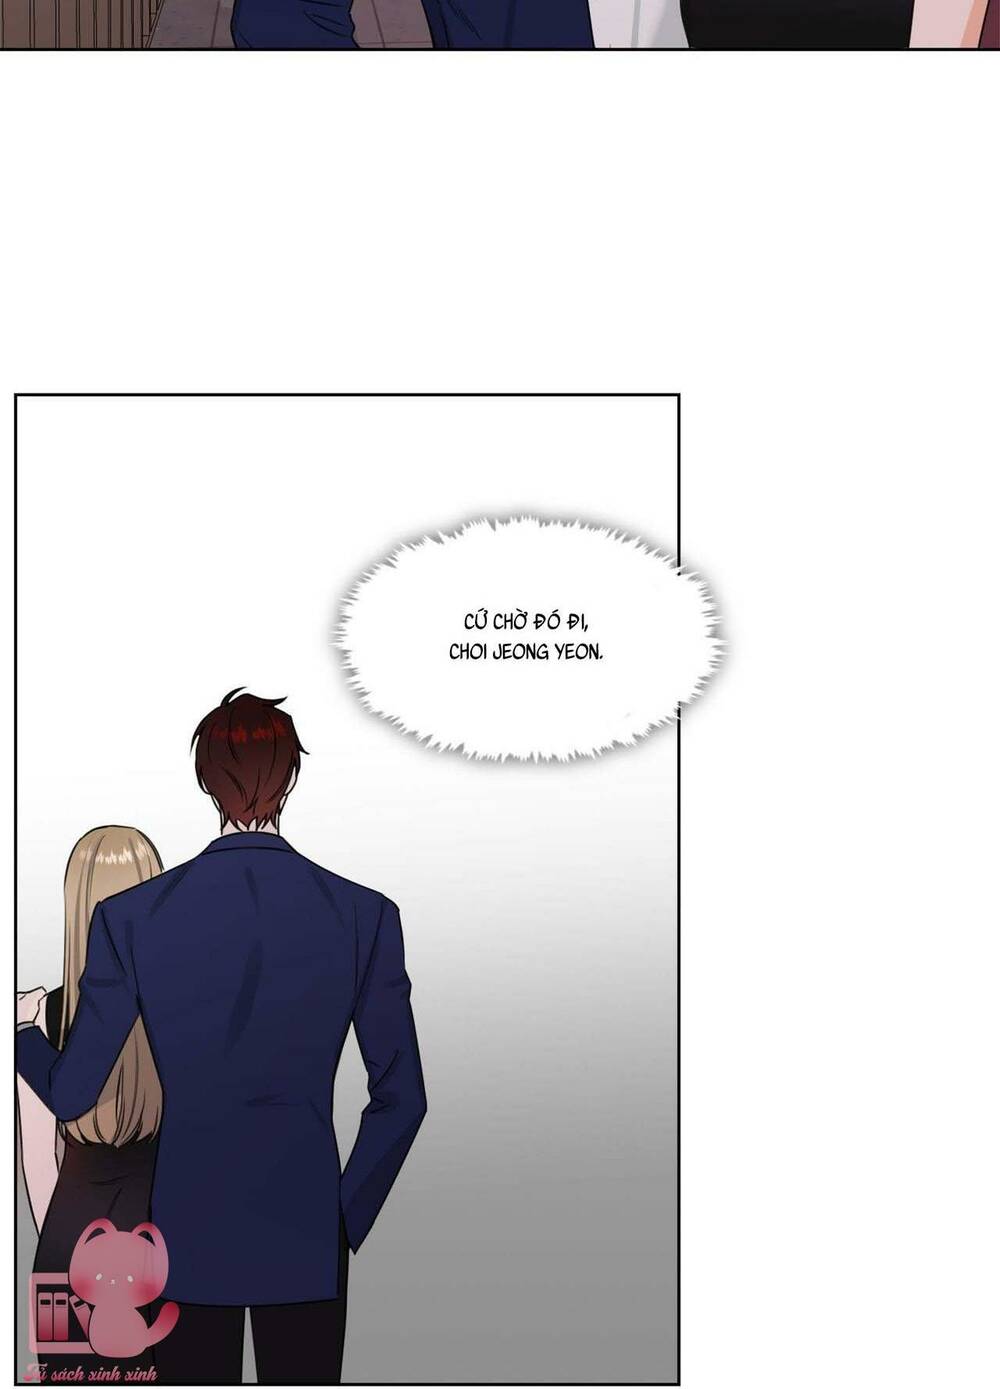 CỨ CHỜ ĐÓ ĐI,
CHOI JEONG YEON.
Tủ sách xinh xinh